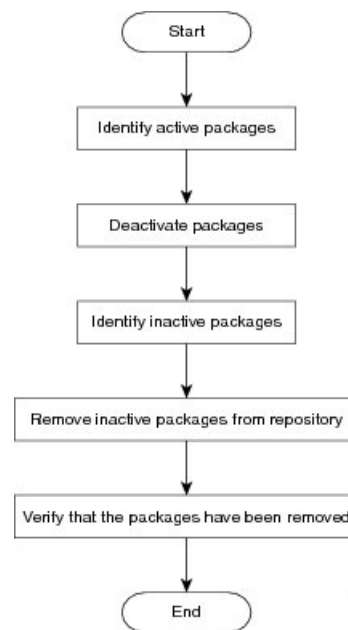 Start
Identify active packages
Deactivate packages
Identify inactive packages
Remove inactive packages from repository
Verify that the packages have been removed
End